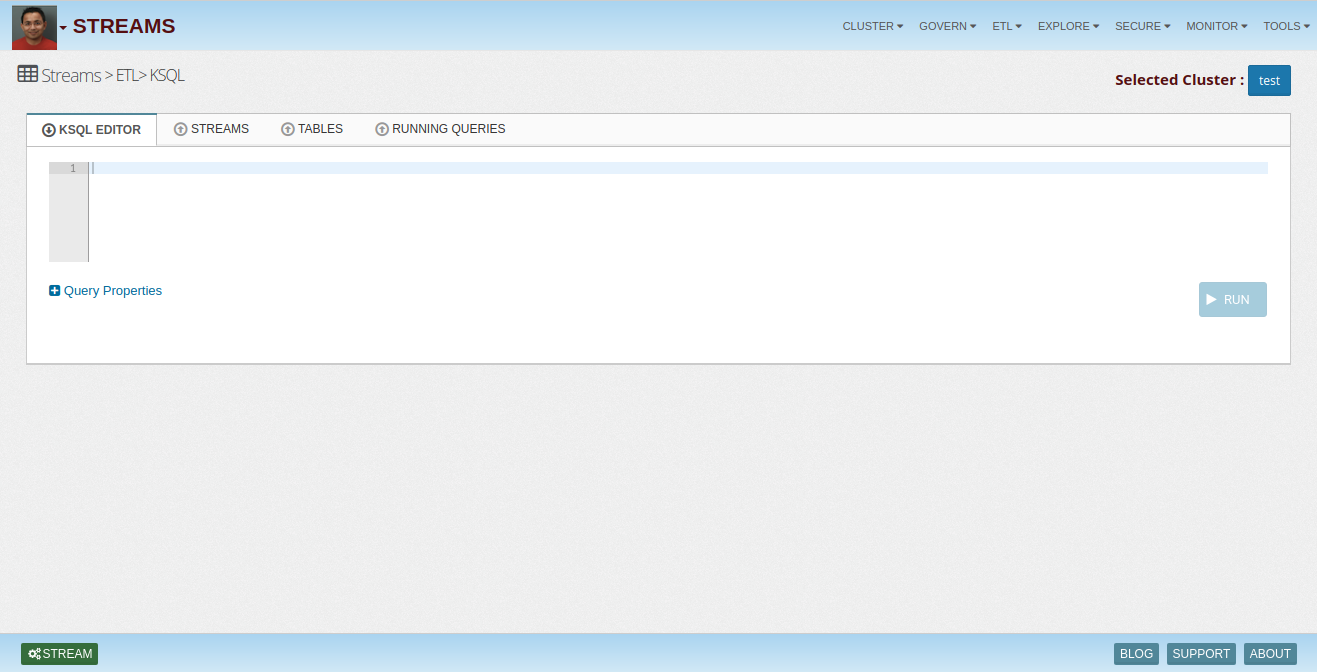 STREAMS
CLUSTER GOVERN ETL EXPLORE SECURE MONITOR TOOLS
Streams > ETL> KSQL
Selected Cluster : test
KSQL EDITOR STREAMS TABLES RUNNING QUERIES
1
Query Properties
RUN
STREAM
BLOG SUPPORT ABOUT